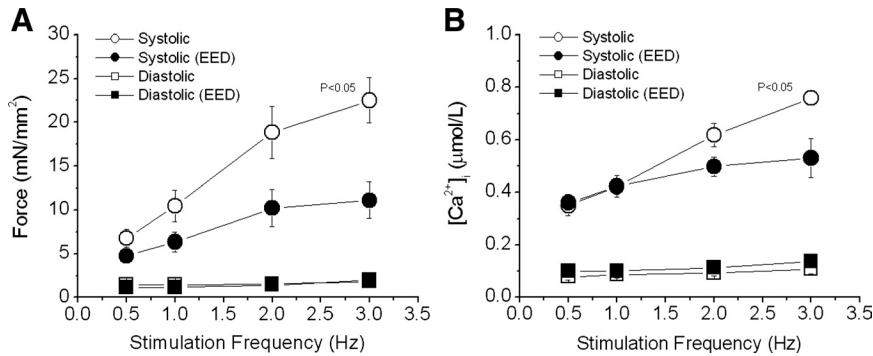 A
Systolic
Systolic (EED)
Diastolic
Diastolic (EED)
P<0.05
Force (mN/mm²)
30
25
20
15
10
5
0
0.0 0.5 1.0 1.5 2.0 2.5 3.0 3.5
Stimulation Frequency (Hz)
B
Systolic
Systolic (EED)
Diastolic
Diastolic (EED)
P<0.05
[Ca²⁺]ᵢ (μmol/L)
1.0
0.8
0.6
0.4
0.2
0.0
0.0 0.5 1.0 1.5 2.0 2.5 3.0 3.5
Stimulation Frequency (Hz)